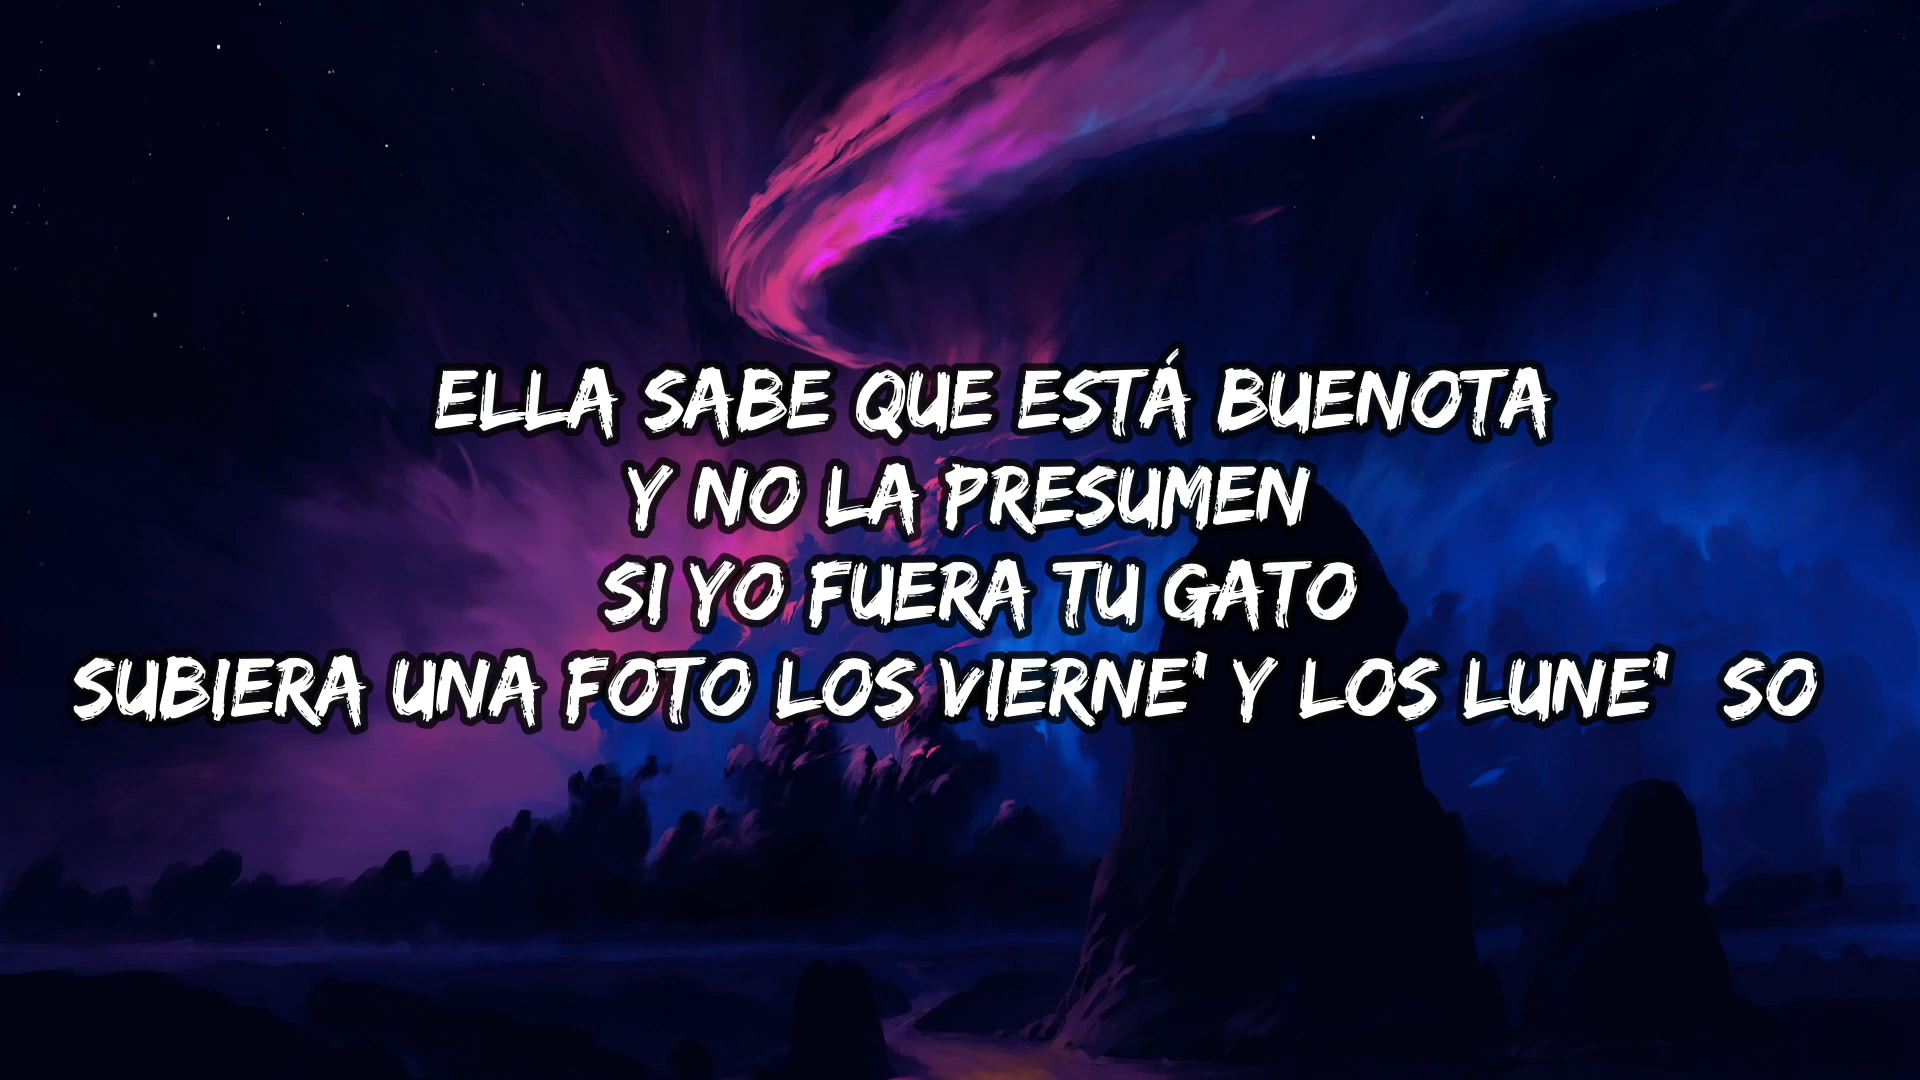 ELLA SABE QUE ESTÁ BUENOTA
Y NO LA PRESUMEN
SI YO FUERA TU GATO
SUBIERA UNA FOTO LOS VIERNE' Y LOS LUNE' SO